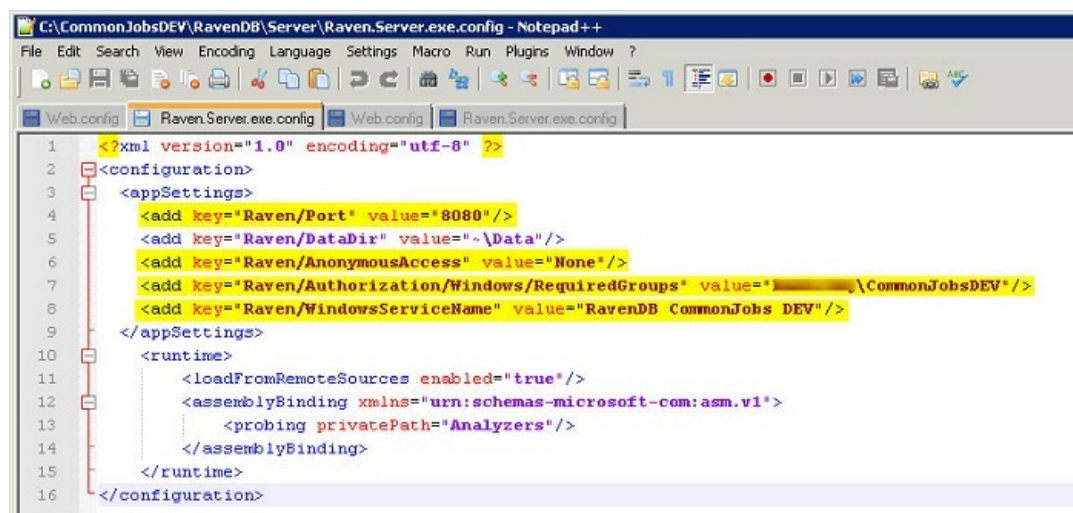 C:\CommonJobsDEV\RavenDB\Server\Raven.Server.exe.config - Notepad++
File Edit Search View Encoding Language Settings Macro Run Plugins Window ?
Web.config Raven.Server.exe.config Web.config Raven.Server.exe.config
1 <?xml version="1.0" encoding="utf-8" ?>
2 <configuration>
3 <appSettings>
4 <add key="Raven/Port" value="8080"/>
5 <add key="Raven/DataDir" value="~\Data"/>
6 <add key="Raven/AnonymousAccess" value="None"/>
7 <add key="Raven/Authorization/Windows/RequiredGroups" value="\CommonJobsDEV"/>
8 <add key="Raven/WindowsServiceName" value="RavenDB CommonJobs DEV"/>
9 </appSettings>
10 <runtime>
11 <loadFromRemoteSources enabled="true"/>
12 <assemblyBinding xmlns="urn:schemas-microsoft-com:asm.v1">
13 <probing privatePath="Analyzers"/>
14 </assemblyBinding>
15 </runtime>
16 </configuration>